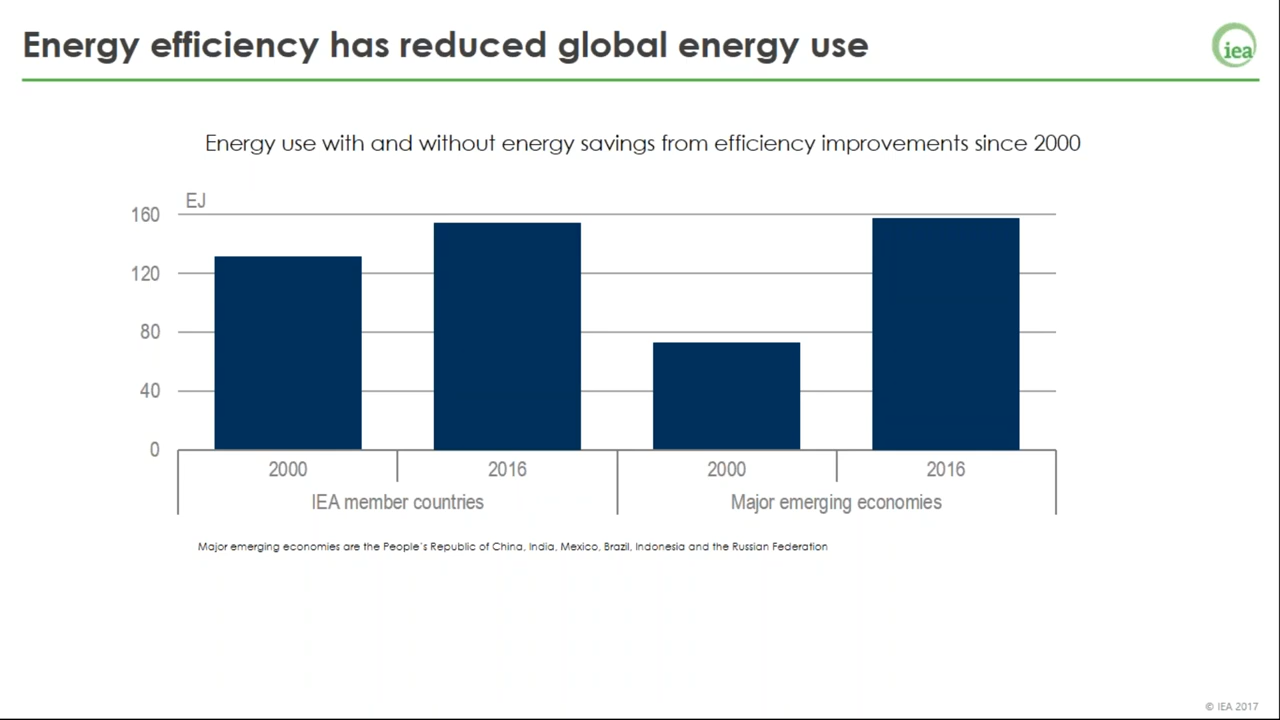 Energy efficiency has reduced global energy use
iea
Energy use with and without energy savings from efficiency improvements since 2000
EJ
160
120
80
40
0
2000 2016 2000 2016
IEA member countries Major emerging economies
Major emerging economies are the People's Republic of China, India, Mexico, Brazil, Indonesia and the Russian Federation
© IEA 2017